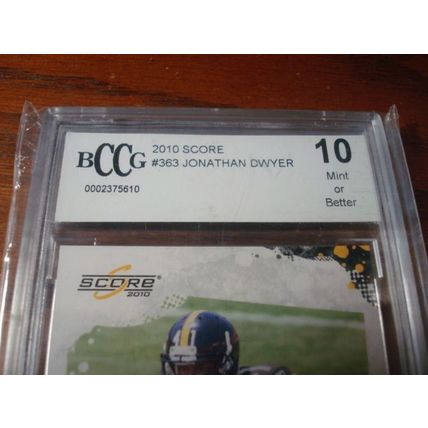 BCCG
0002375610
2010 SCORE
#363 JONATHAN DWYER
10
Mint
or
Better
SCORE
2010